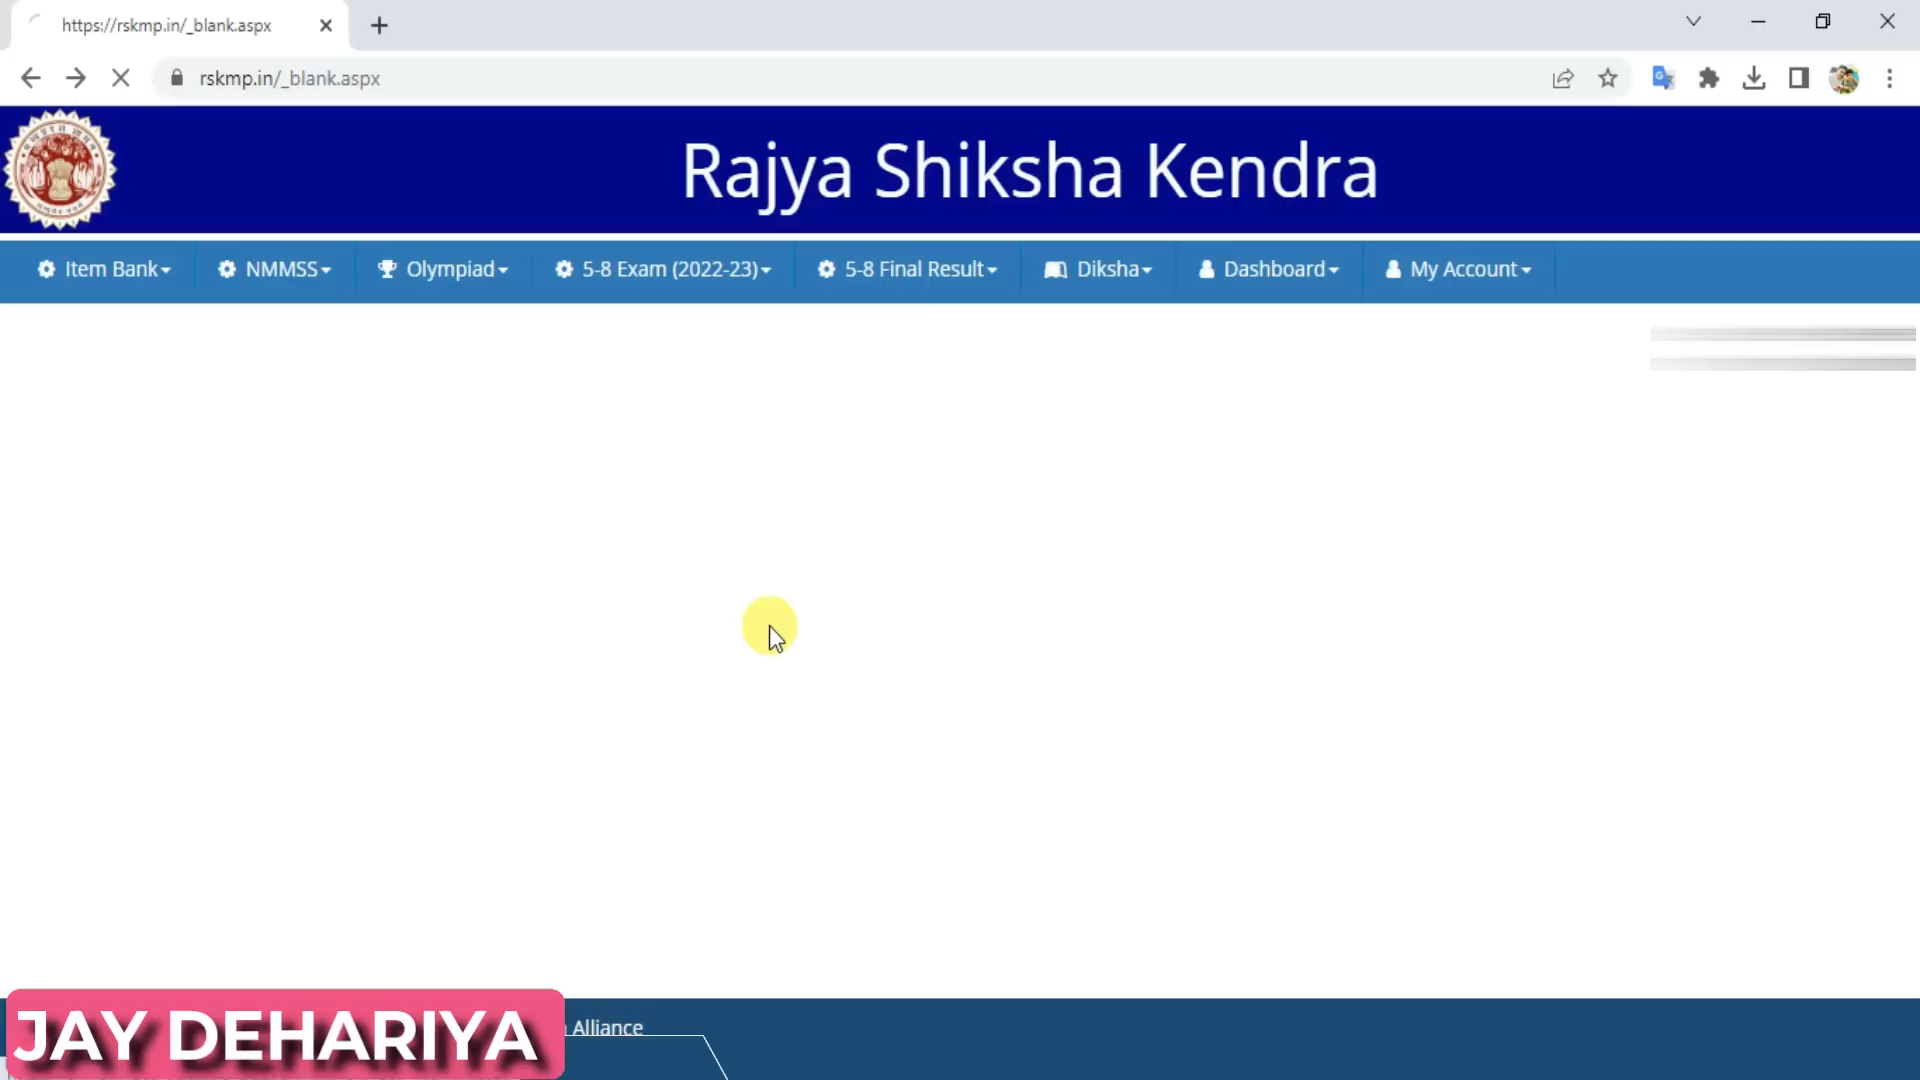 https://rskmp.in/_blank.aspx
rskmp.in/_blank.aspx
Rajya Shiksha Kendra
Item Bank
NMMSS
Olympiad
5-8 Exam (2022-23)
5-8 Final Result
Diksha
Dashboard
My Account
Alliance
JAY DEHARIYA